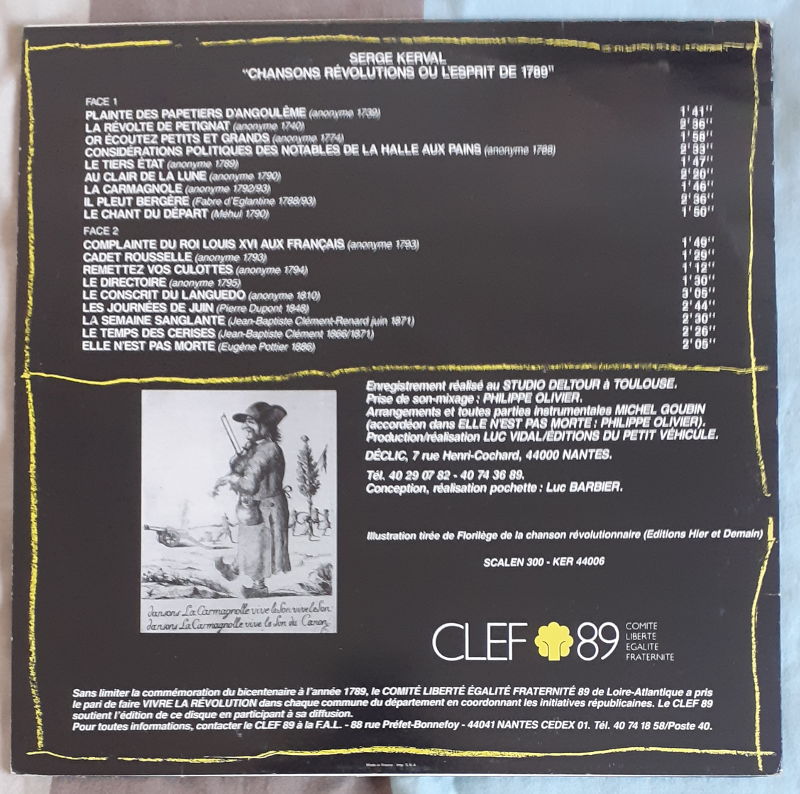 SERGE KERVAL
"CHANSONS RÉVOLUTIONS OU L'ESPRIT DE 1789"
FACE 1
PLAINTE DES PAPETIERS D'ANGOULÊME (anonyme 1739) 1'41''
LA RÉVOLTE DE PETIGNAT (anonyme 1740) 2'36''
OR ÉCOUTEZ PETITS ET GRANDS (anonyme 1774) 1'58''
CONSIDÉRATIONS POLITIQUES DES NOTABLES DE LA HALLE AUX PAINS (anonyme 1788) 2'33''
LE TIERS ÉTAT (anonyme 1789) 1'47''
AU CLAIR DE LA LUNE (anonyme 1790) 2'20''
LA CARMAGNOLE (anonyme 1792/93) 1'46''
IL PLEUT BERGÈRE (Fabre d'Eglantine 1788/93) 2'36''
LE CHANT DU DÉPART (Méhul 1790) 1'50''
FACE 2
COMPLAINTE DU ROI LOUIS XVI AUX FRANÇAIS (anonyme 1793) 1'49''
CADET ROUSSELLE (anonyme 1793) 1'29''
REMETTEZ VOS CULOTTES (anonyme 1794) 1'12''
LE DIRECTOIRE (anonyme 1795) 1'30''
LE CONSCRIT DU LANGUEDO (anonyme 1810) 3'05''
LES JOURNÉES DE JUIN (Pierre Dupont 1848) 2'44''
LA SEMAINE SANGLANTE (Jean-Baptiste Clément-Renard juin 1871) 2'30''
LE TEMPS DES CERISES (Jean-Baptiste Clément 1866/1871) 2'26''
ELLE N'EST PAS MORTE (Eugène Pottier 1886) 2'05''
Enregistrement réalisé au STUDIO DELTOUR à TOULOUSE.
Prise de son-mixage : PHILIPPE OLIVIER.
Arrangements et toutes parties instrumentales MICHEL GOUBIN
(accordéon dans ELLE N'EST PAS MORTE : PHILIPPE OLIVIER).
Production/réalisation LUC VIDAL/ÉDITIONS DU PETIT VÉHICULE.
DÉCLIC, 7 rue Henri-Cochard, 44000 NANTES.
Tél. 40 29 07 82 - 40 74 36 89.
Conception, réalisation pochette : Luc BARBIER.
Illustration tirée de Florilège de la chanson révolutionnaire (Editions Hier et Demain)
SCALEN 300 - KER 44006
dansons La Carmagnolle vive le Son vive le Son
dansons La Carmagnolle vive le Son du Canon
CLEF 89
COMITE
LIBERTE
EGALITE
FRATERNITE
Sans limiter la commémoration du bicentenaire à l'année 1789, le COMITÉ LIBERTÉ ÉGALITÉ FRATERNITÉ 89 de Loire-Atlantique a pris
le pari de faire VIVRE LA RÉVOLUTION dans chaque commune du département en coordonnant les initiatives républicaines. Le CLEF 89
soutient l'édition de ce disque en participant à sa diffusion.
Pour toutes informations, contacter le CLEF 89 à la F.A.L. - 88 rue Préfet-Bonnefoy - 44041 NANTES CEDEX 01. Tél. 40 74 18 58/Poste 40.
Made in France